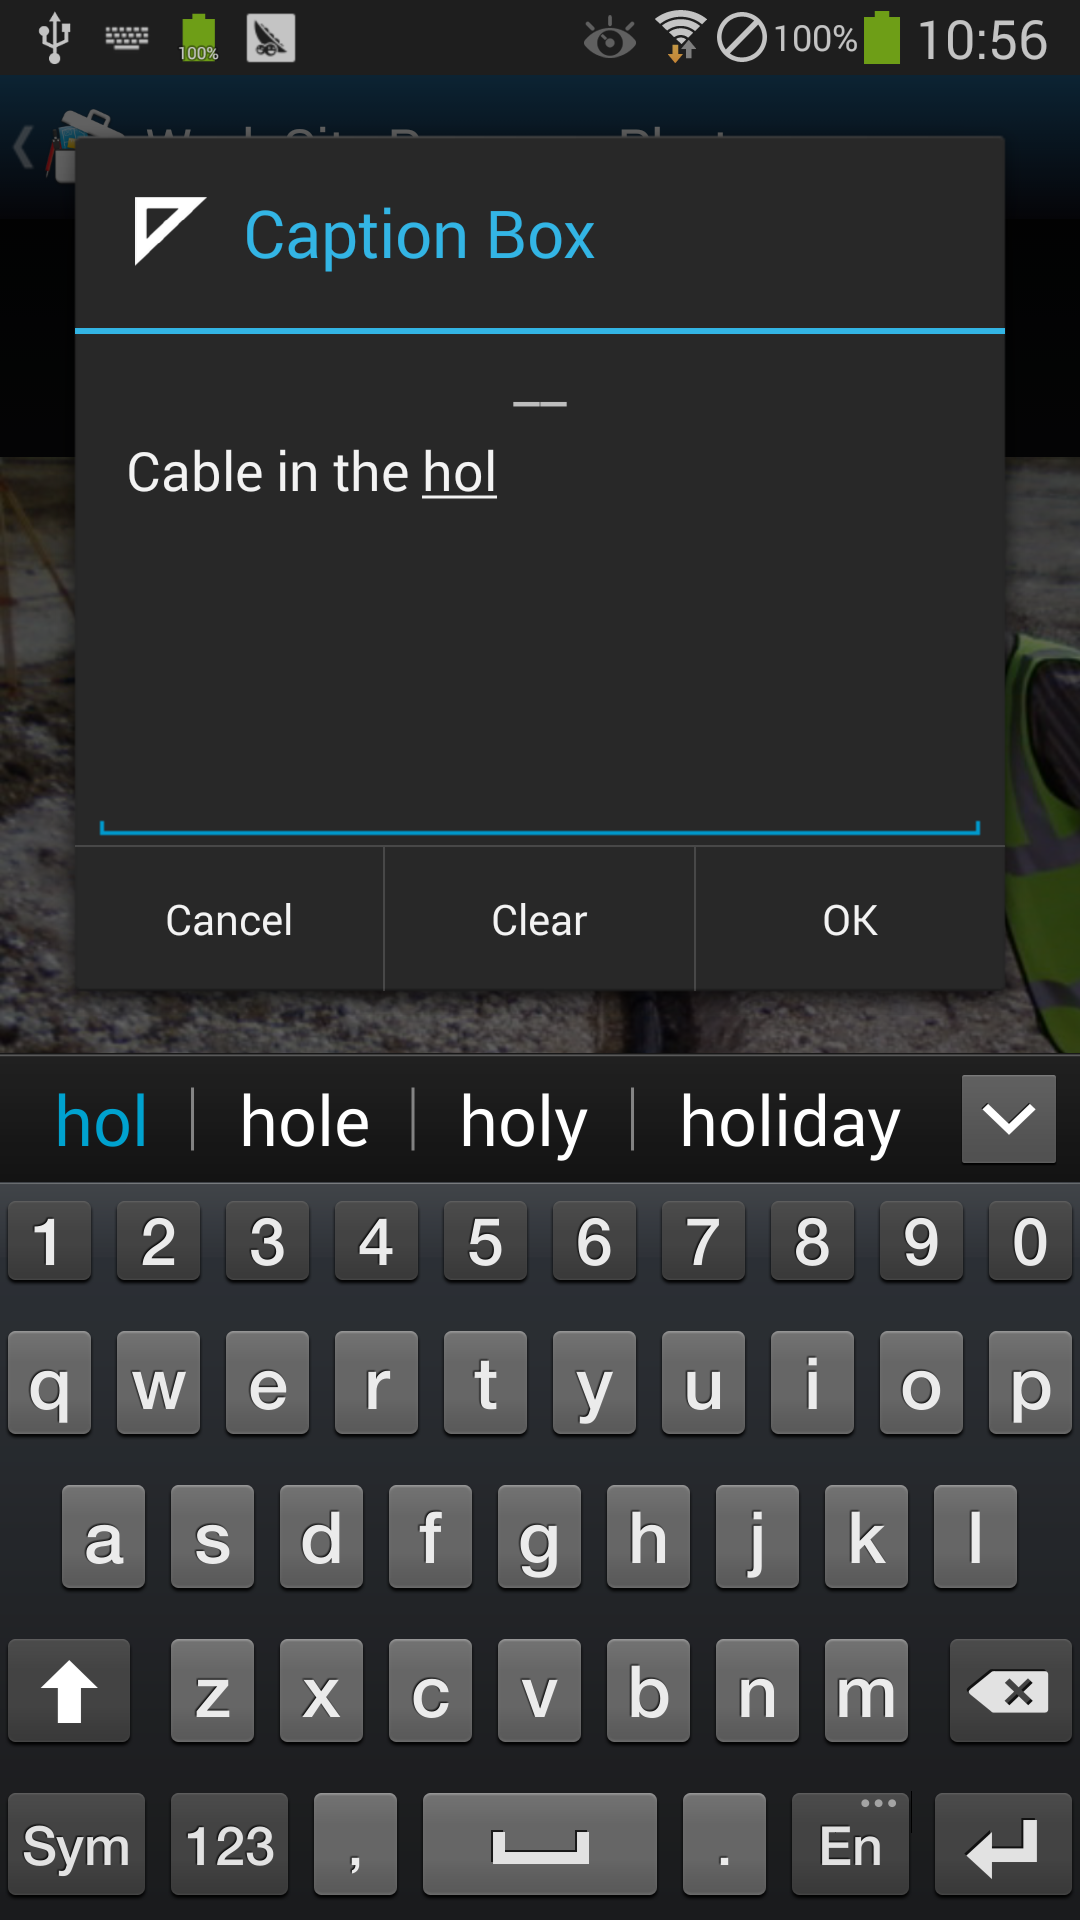 100%
100% 10:56
Caption Box
Cable in the hol
Cancel Clear OK
hol hole holy holiday
1 2 3 4 5 6 7 8 9 0
q w e r t y u i o p
a s d f g h j k l
z x c v b n m
Sym 123 , . En